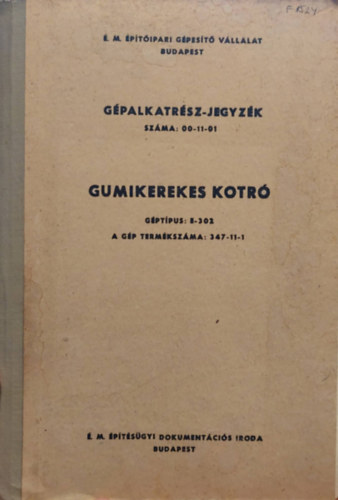 É. M. ÉPÍTŐIPARI GÉPESÍTŐ VÁLLALAT
BUDAPEST
GÉPALKATRÉSZ-JEGYZÉK
SZÁMA: 00-11-01
GUMIKEREKES KOTRÓ
GÉPTÍPUS: E-302
A GÉP TERMÉKSZÁMA: 347-11-1
É. M. ÉPÍTÉSÜGYI DOKUMENTÁCIÓS IRODA
BUDAPEST